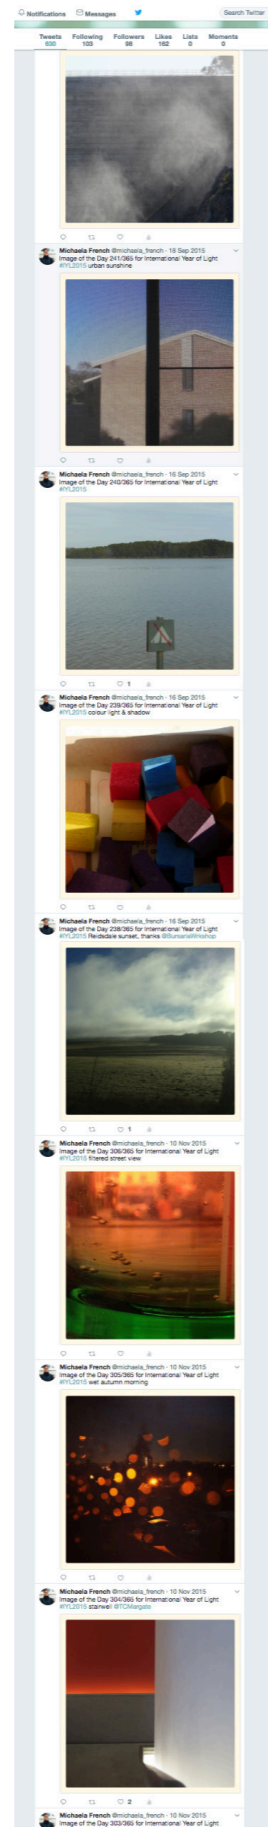 Notifications Messages Search Twitter
Tweets Following Followers Likes Lists Moments
830 103 98 162 0 0
Michaela French @michaela_french · 18 Sep 2015
Image of the Day 241/365 for International Year of Light
#IYL2015 urban sunshine
Michaela French @michaela_french · 16 Sep 2015
Image of the Day 240/365 for International Year of Light
#IYL2015
1
Michaela French @michaela_french · 16 Sep 2015
Image of the Day 239/365 for International Year of Light
#IYL2015 colour light & shadow
Michaela French @michaela_french · 16 Sep 2015
Image of the Day 238/365 for International Year of Light
#IYL2015 Reidsdale sunset, thanks
1
Michaela French @michaela_french · 10 Nov 2015
Image of the Day 306/365 for International Year of Light
#IYL2015 filtered street view
Michaela French @michaela_french · 10 Nov 2015
Image of the Day 305/365 for International Year of Light
#IYL2015 wet autumn morning
Michaela French @michaela_french · 10 Nov 2015
Image of the Day 304/365 for International Year of Light
#IYL2015 stairwell @TCMargate
2
Michaela French @michaela_french · 10 Nov 2015
Image of the Day 303/365 for International Year of Light